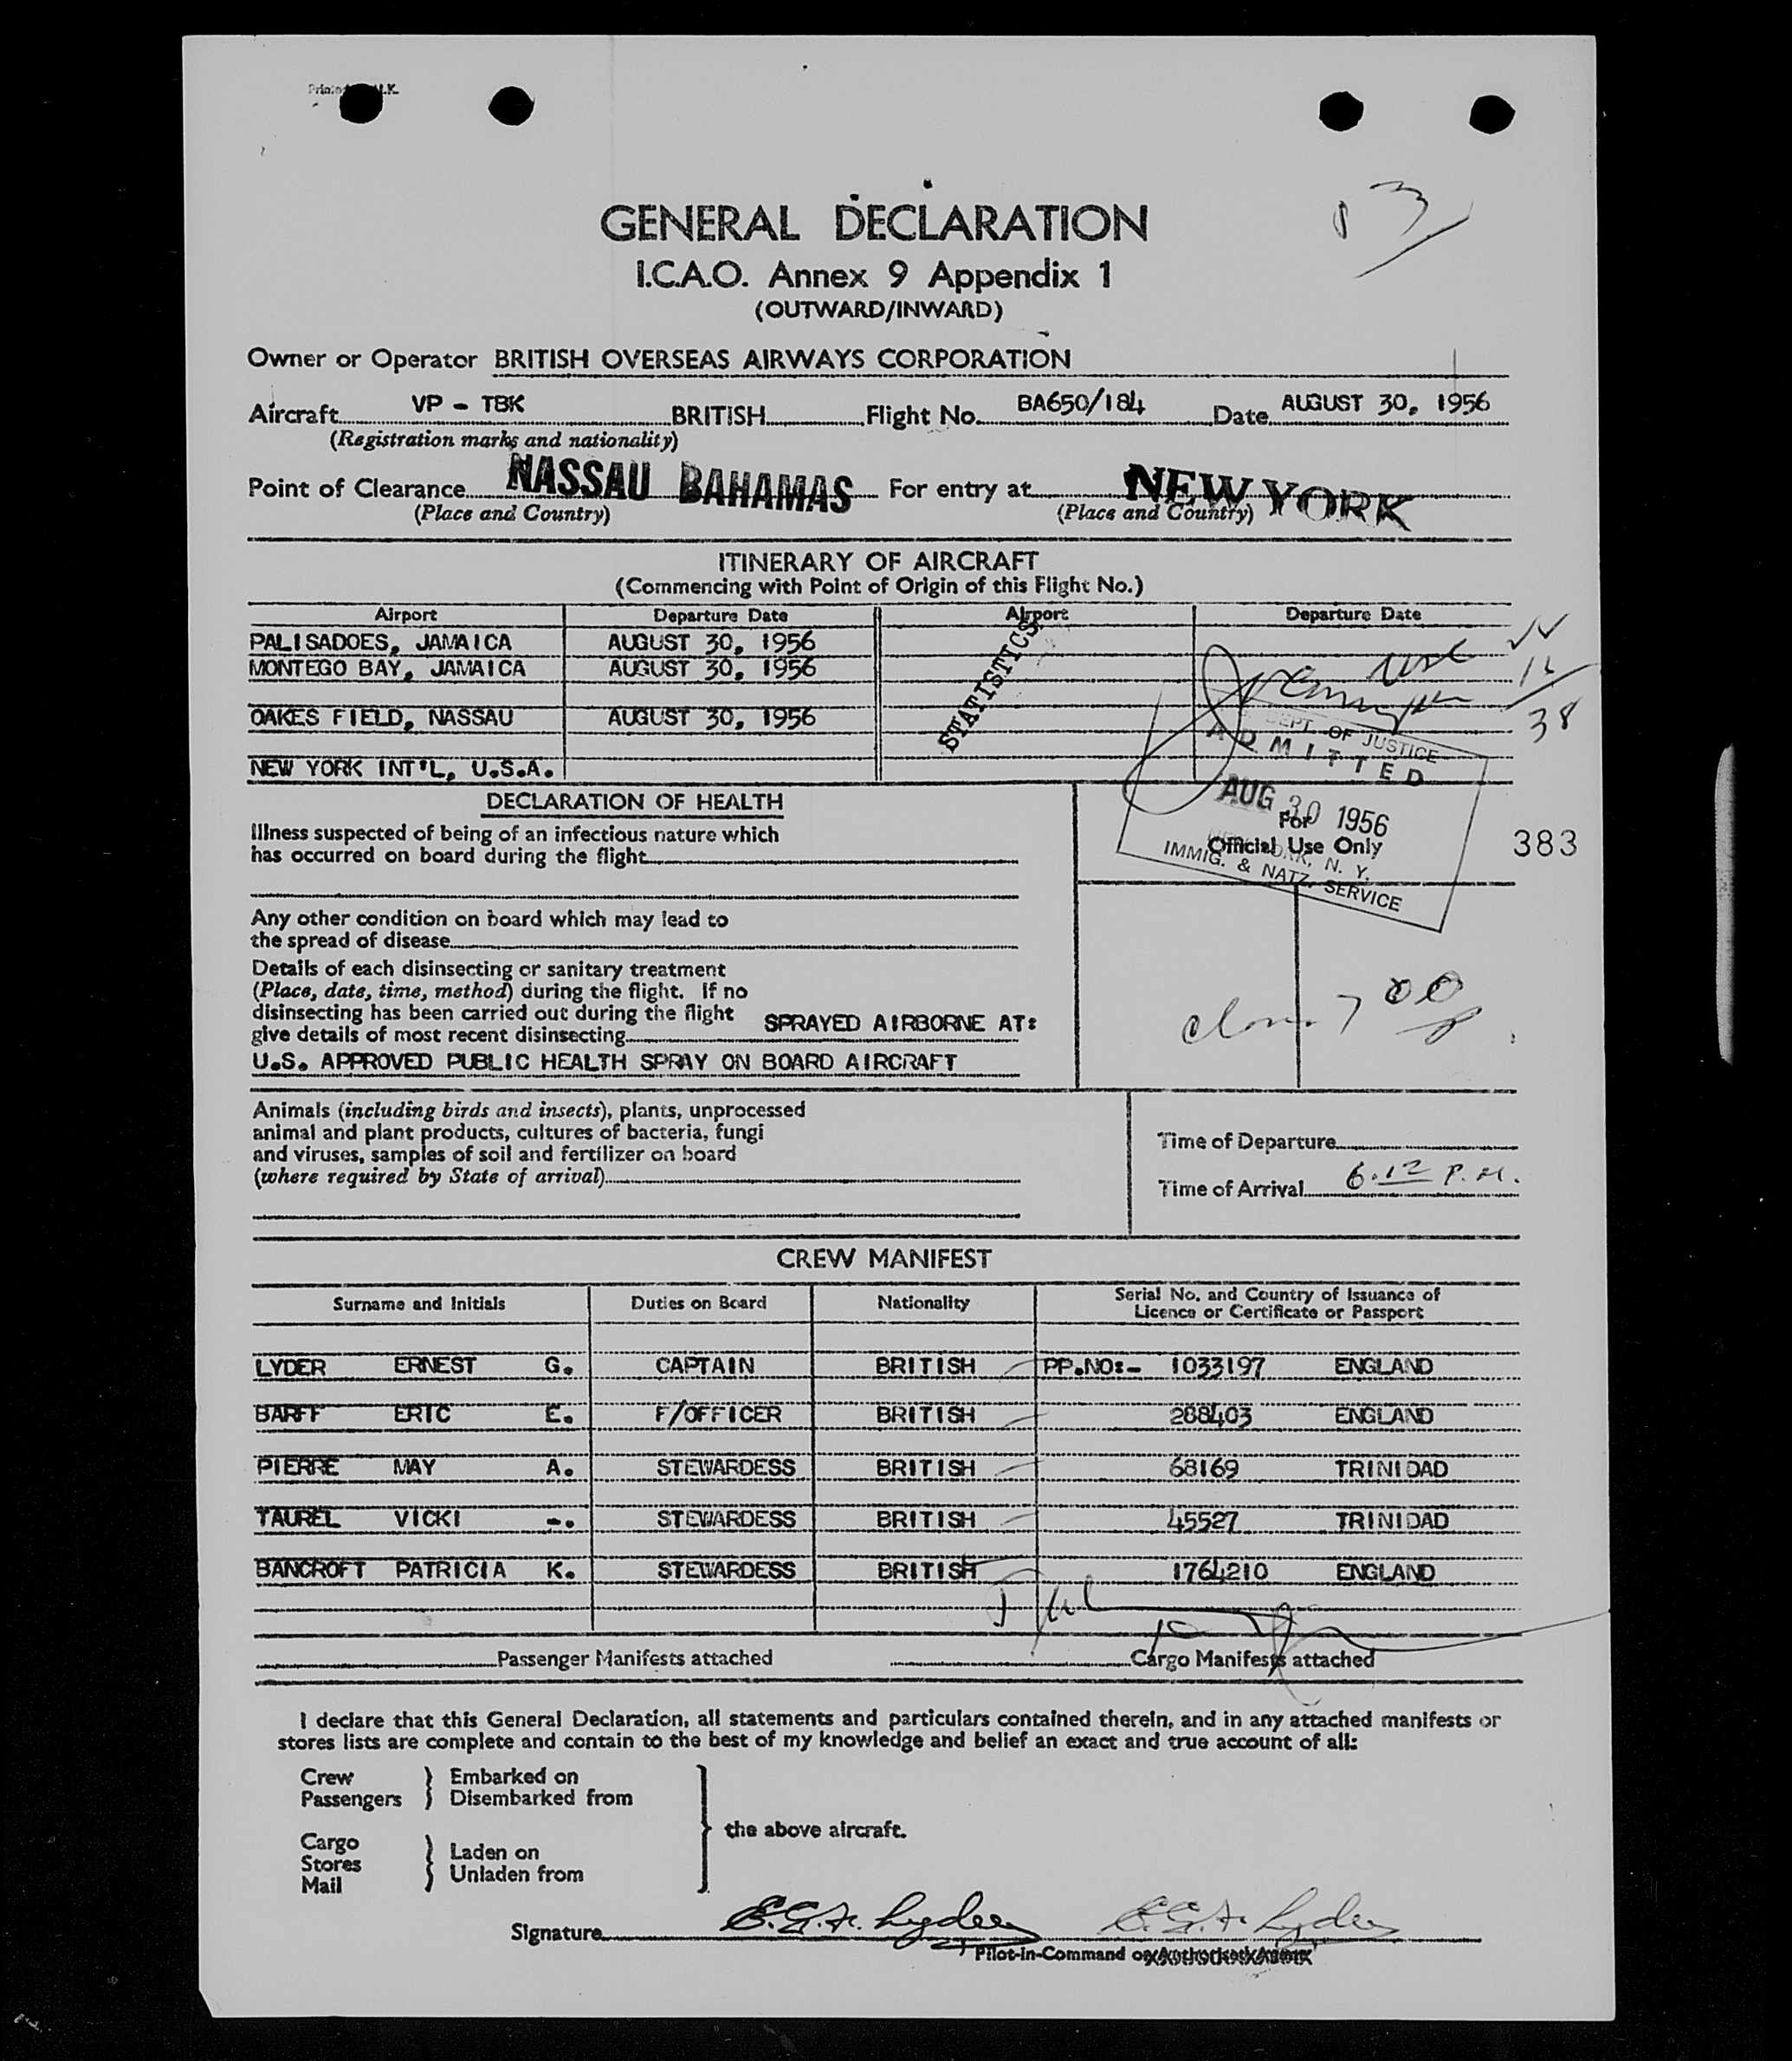 GENERAL DECLARATION
I.C.A.O. Annex 9 Appendix 1
(OUTWARD/INWARD)
Owner or Operator BRITISH OVERSEAS AIRWAYS CORPORATION
Aircraft VP - TBK BRITISH Flight No. BA650/184 Date AUGUST 30, 1956
(Registration marks and nationality)
Point of Clearance NASSAU BAHAMAS For entry at NEW YORK
(Place and Country) (Place and Country)
ITINERARY OF AIRCRAFT
(Commencing with Point of Origin of this Flight No.)
Airport Departure Date Airport Departure Date
PALISADOES, JAMAICA AUGUST 30, 1956
MONTEGO BAY, JAMAICA AUGUST 30, 1956
OAKES FIELD, NASSAU AUGUST 30, 1956
NEW YORK INT'L, U.S.A.
STATISTICS
38
DEPT. OF JUSTICE
ADMITTED
AUG 30 1956
N. Y.
IMMIG. & NATZ. SERVICE
For
Official Use Only
383
DECLARATION OF HEALTH
Illness suspected of being of an infectious nature which
has occurred on board during the flight
Any other condition on board which may lead to
the spread of disease
Details of each disinsecting or sanitary treatment
(Place, date, time, method) during the flight. If no
disinsecting has been carried out during the flight
give details of most recent disinsecting SPRAYED AIRBORNE AT:
U.S. APPROVED PUBLIC HEALTH SPRAY ON BOARD AIRCRAFT
7 00
Animals (including birds and insects), plants, unprocessed
animal and plant products, cultures of bacteria, fungi
and viruses, samples of soil and fertilizer on board
(where required by State of arrival)
Time of Departure
Time of Arrival 6.12 P.M.
CREW MANIFEST
Surname and Initials Duties on Board Nationality Serial No. and Country of Issuance of
Licence or Certificate or Passport
LYDER ERNEST G. CAPTAIN BRITISH PP.NO:- 1033197 ENGLAND
BARFF ERIC E. F/OFFICER BRITISH 288403 ENGLAND
PIERRE MAY A. STEWARDESS BRITISH 68169 TRINIDAD
TAUREL VICKI -. STEWARDESS BRITISH 45527 TRINIDAD
BANCROFT PATRICIA K. STEWARDESS BRITISH 1764210 ENGLAND
Passenger Manifests attached Cargo Manifests attached
I declare that this General Declaration, all statements and particulars contained therein, and in any attached manifests or
stores lists are complete and contain to the best of my knowledge and belief an exact and true account of all:
Crew } Embarked on
Passengers } Disembarked from
the above aircraft.
Cargo
Stores } Laden on
Mail } Unladen from
Signature E.G.A. Lyder E.G.A. Lyder
Pilot-in-Command or Authorised Agent